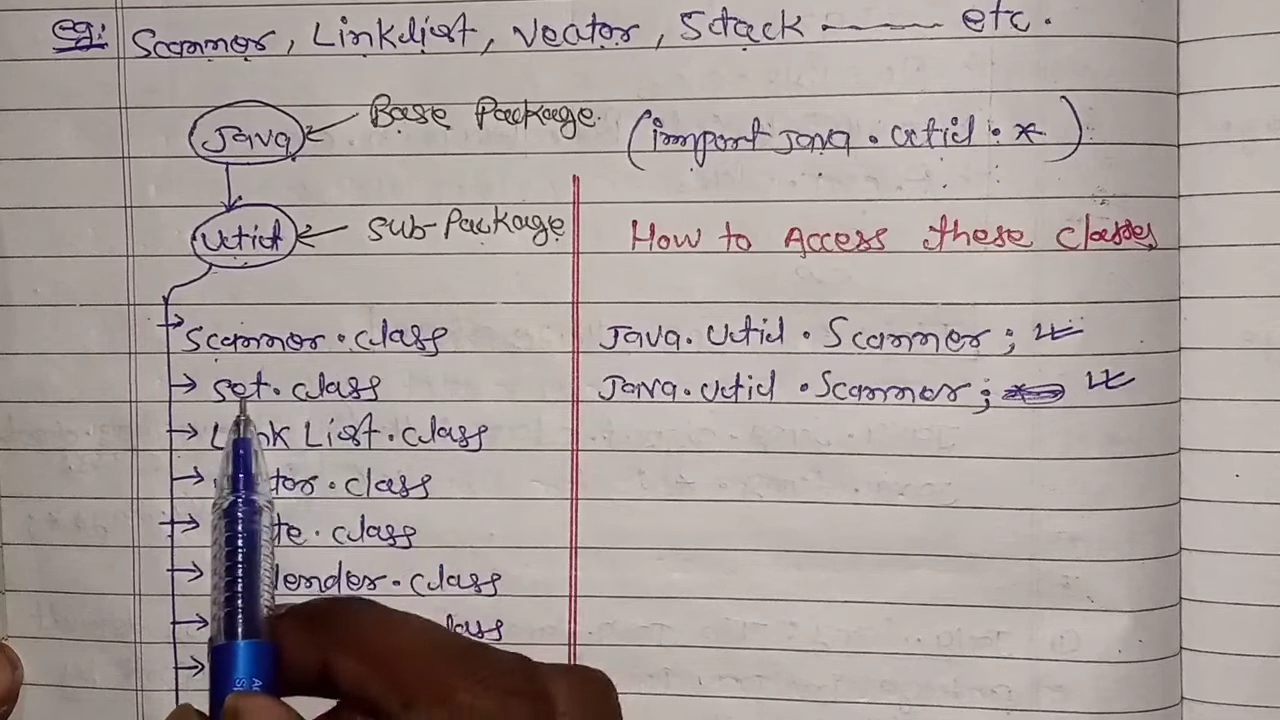 eg: Scanner, Linkdlist, Vector, Stack —— etc.
Java ← Base Package. (import Java.util.*)
Util ← Sub-Package
How to Access these classes
→ Scanner.class
Java.Util.Scanner;
→ Set.class
Java.Util.Scanner;
→ Link List.class
→ tor.class
→ te.class
→ lender.class
→ lass
→